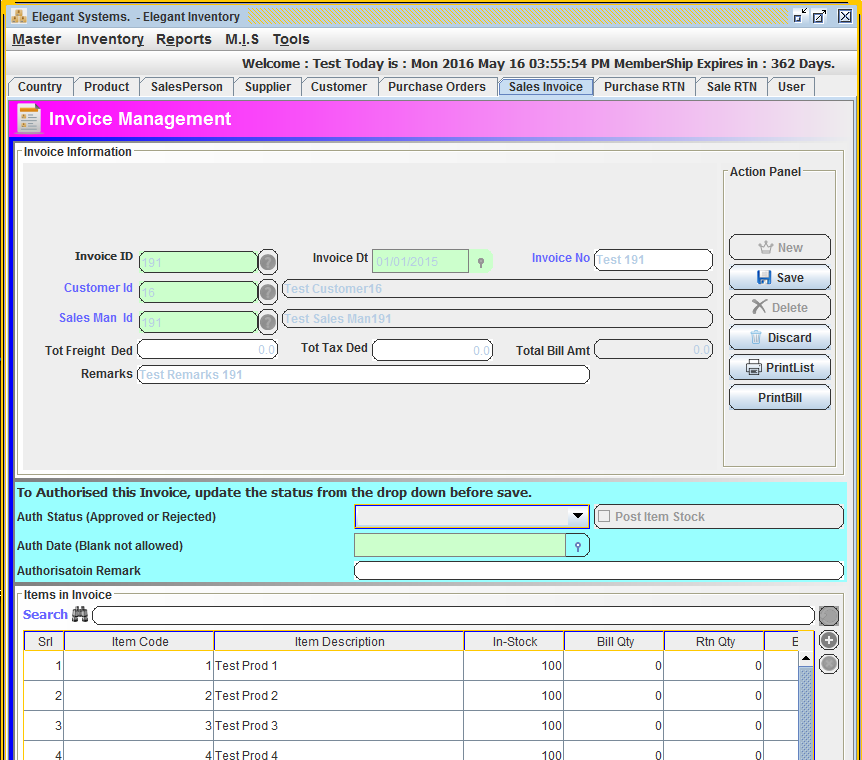 Elegant Systems. - Elegant Inventory
Master Inventory Reports M.I.S Tools
Welcome : Test Today is : Mon 2016 May 16 03:55:54 PM MemberShip Expires in : 362 Days.
Country Product SalesPerson Supplier Customer Purchase Orders Sales Invoice Purchase RTN Sale RTN User
Invoice Management
Invoice Information
Invoice ID 191 Invoice Dt 01/01/2015 Invoice No Test 191
Customer Id 16 Test Customer16
Sales Man Id 191 Test Sales Man191
Tot Freight Ded 0.0 Tot Tax Ded 0.0 Total Bill Amt 0.0
Remarks Test Remarks 191
Action Panel
New
Save
Delete
Discard
PrintList
PrintBill
To Authorised this Invoice, update the status from the drop down before save.
Auth Status (Approved or Rejected) Post Item Stock
Auth Date (Blank not allowed)
Authorisatoin Remark
Items in Invoice
Search
Srl Item Code Item Description In-Stock Bill Qty Rtn Qty E
1 1 Test Prod 1 100 0 0
2 2 Test Prod 2 100 0 0
3 3 Test Prod 3 100 0 0
4 4 Test Prod 4 100 0 0